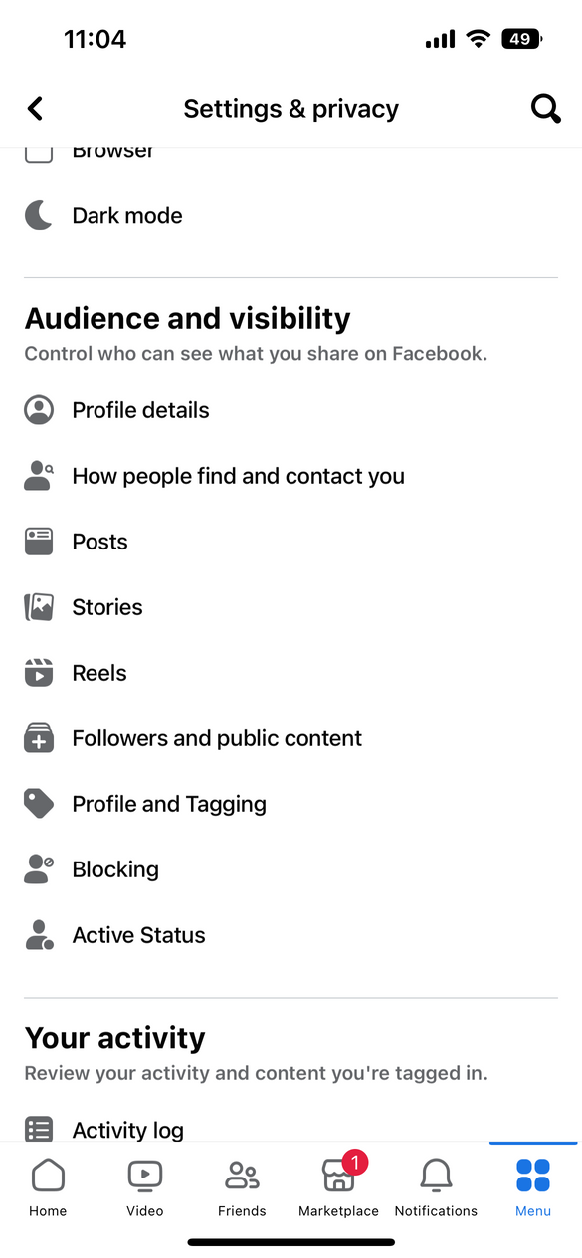 11:04
49
Settings & privacy
Browser
Dark mode
Audience and visibility
Control who can see what you share on Facebook.
Profile details
How people find and contact you
Posts
Stories
Reels
Followers and public content
Profile and Tagging
Blocking
Active Status
Your activity
Review your activity and content you're tagged in.
Activity log
1
Home
Video
Friends
Marketplace
Notifications
Menu